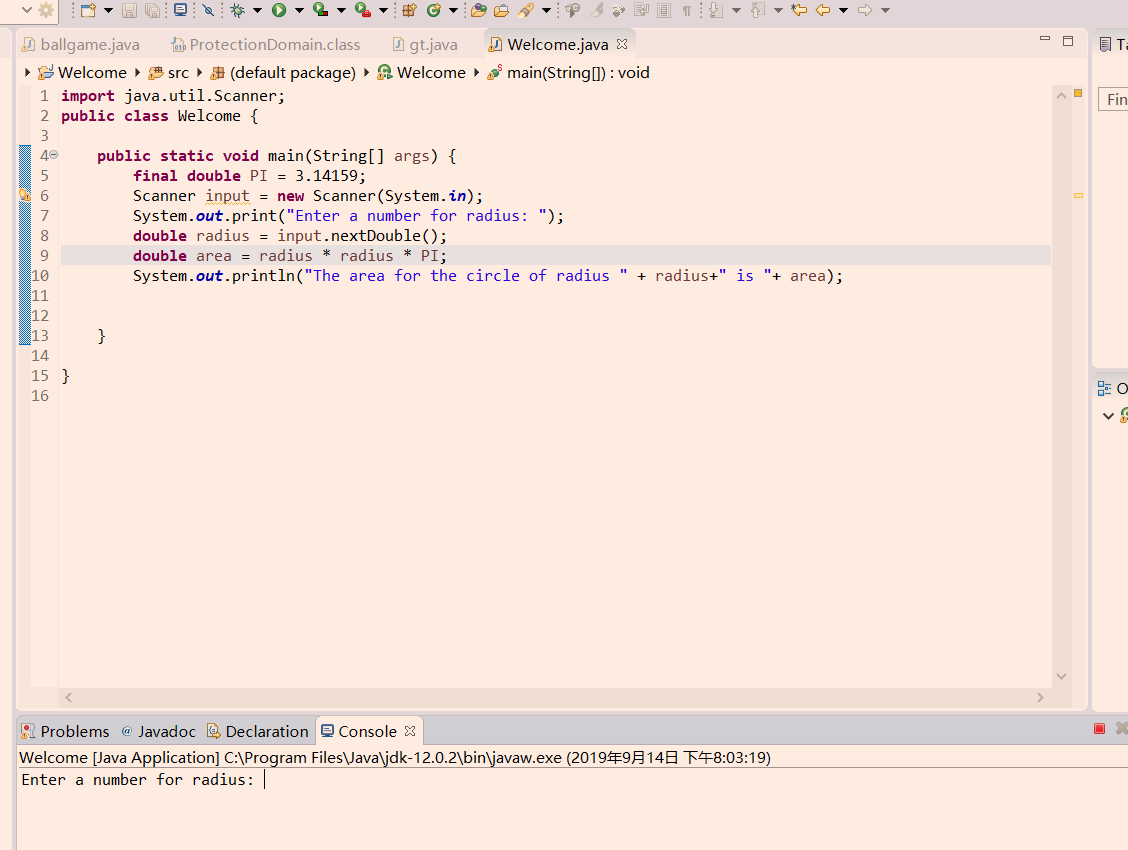 ballgame.java ProtectionDomain.class gt.java Welcome.java
Welcome src (default package) Welcome main(String[]) : void
1 import java.util.Scanner;
2 public class Welcome {
3
4 public static void main(String[] args) {
5 final double PI = 3.14159;
6 Scanner input = new Scanner(System.in);
7 System.out.print("Enter a number for radius: ");
8 double radius = input.nextDouble();
9 double area = radius * radius * PI;
10 System.out.println("The area for the circle of radius " + radius+" is "+ area);
11
12
13 }
14
15 }
16
Fin
Problems @ Javadoc Declaration Console
Welcome [Java Application] C:\Program Files\Java\jdk-12.0.2\bin\javaw.exe (2019年9月14日 下午8:03:19)
Enter a number for radius: